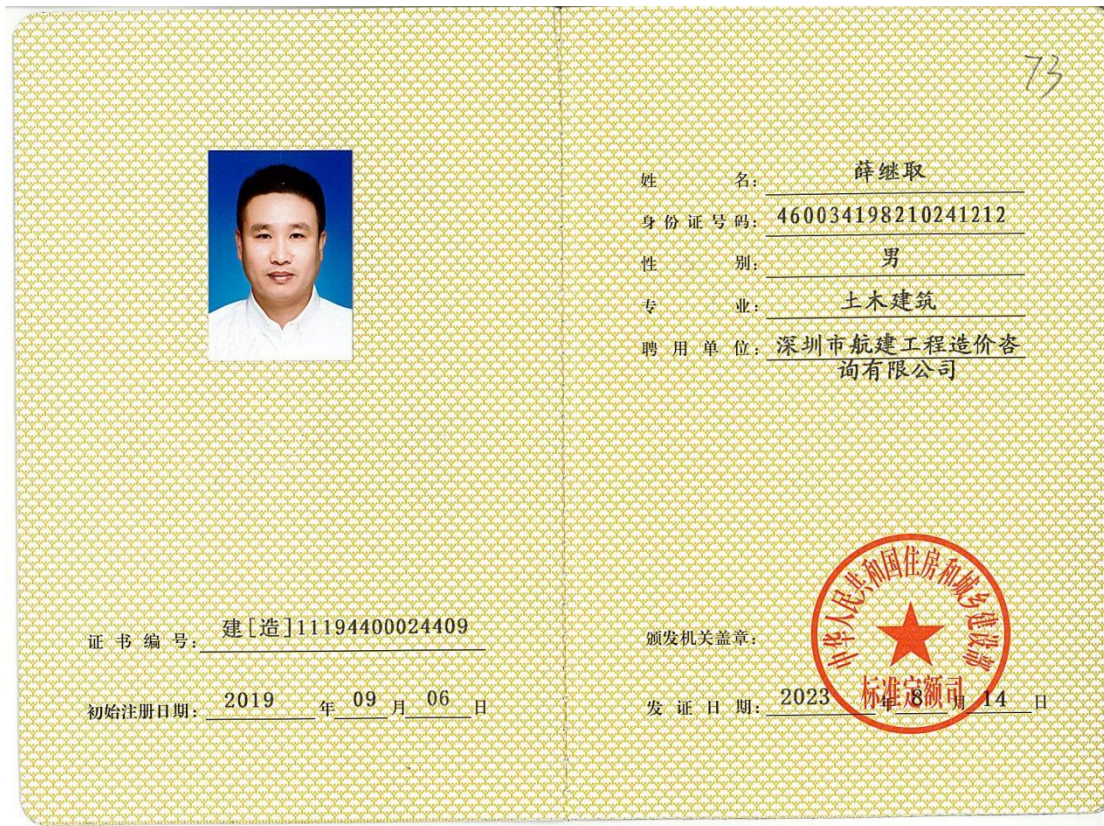 73
姓 名: 薛继取
身份证号码: 460034198210241212
性 别: 男
专 业: 土木建筑
聘用单位: 深圳市航建工程造价咨
询有限公司
证书编号: 建[造]11194400024409
初始注册日期: 2019 年 09 月 06 日
颁发机关盖章:
中华人民共和国住房和城乡建设部
标准定额司
发证日期: 2023 年 8 月 14 日